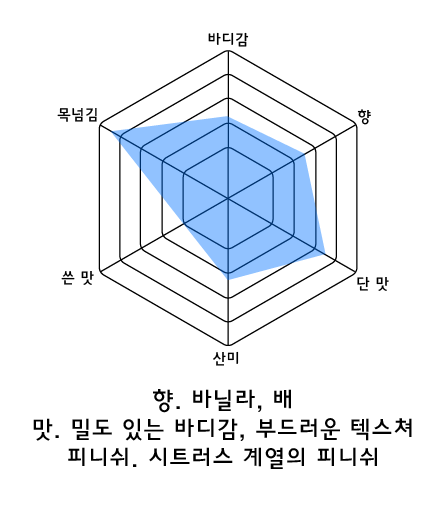 바디감
목넘김
향
쓴 맛
단 맛
산미
향. 바닐라, 배
맛. 밀도 있는 바디감, 부드러운 텍스쳐
피니쉬. 시트러스 계열의 피니쉬